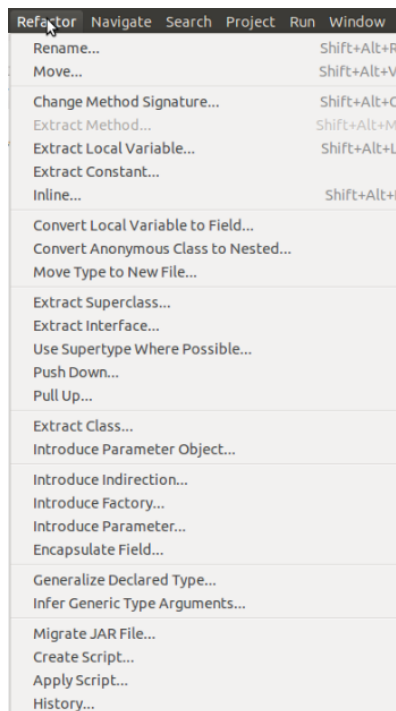 Refactor Navigate Search Project Run Window
Rename... Shift+Alt+R
Move... Shift+Alt+V
Change Method Signature... Shift+Alt+C
Extract Method... Shift+Alt+M
Extract Local Variable... Shift+Alt+L
Extract Constant...
Inline... Shift+Alt+
Convert Local Variable to Field...
Convert Anonymous Class to Nested...
Move Type to New File...
Extract Superclass...
Extract Interface...
Use Supertype Where Possible...
Push Down...
Pull Up...
Extract Class...
Introduce Parameter Object...
Introduce Indirection...
Introduce Factory...
Introduce Parameter...
Encapsulate Field...
Generalize Declared Type...
Infer Generic Type Arguments...
Migrate JAR File...
Create Script...
Apply Script...
History...